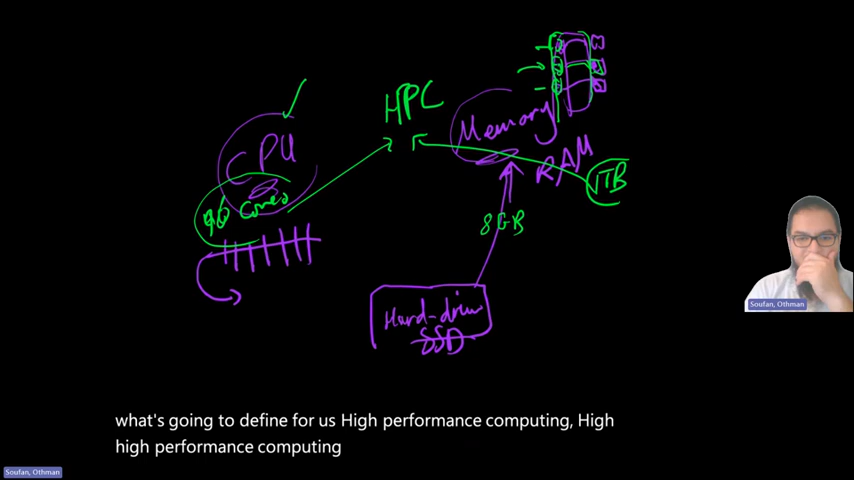 HPC
Memory
RAM
1TB
CPU
Cores
8GB
Hard-drive
SSD
Soufan, Othman
what's going to define for us High performance computing, High
high performance computing
Soufan, Othman